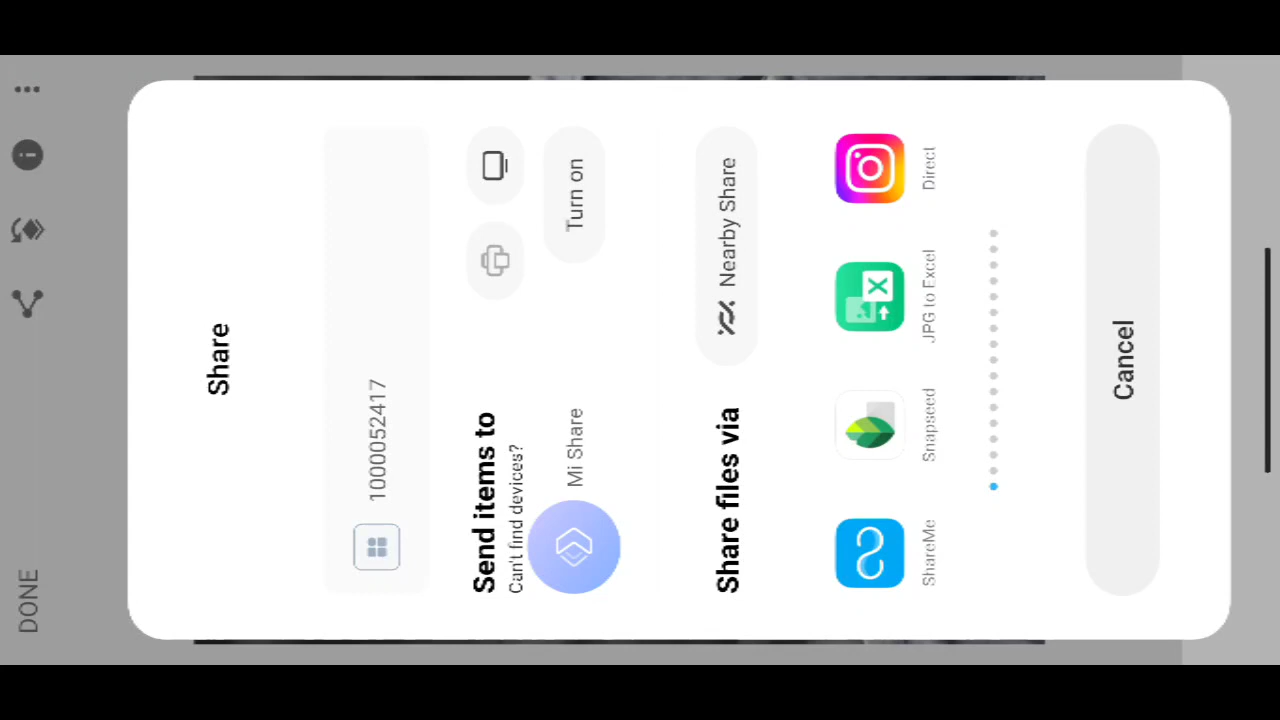 DONE
Share
1000052417
Send items to
Can't find devices?
Mi Share
Turn on
Share files via
Nearby Share
ShareMe
Snapseed
JPG to Excel
Direct
Cancel